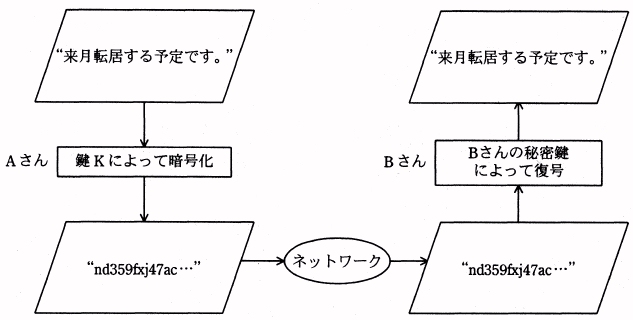 “来月転居する予定です。”
Aさん
鍵Kによって暗号化
“nd359fxj47ac…”
ネットワーク
“来月転居する予定です。”
Bさん
Bさんの秘密鍵
によって復号
“nd359fxj47ac…”